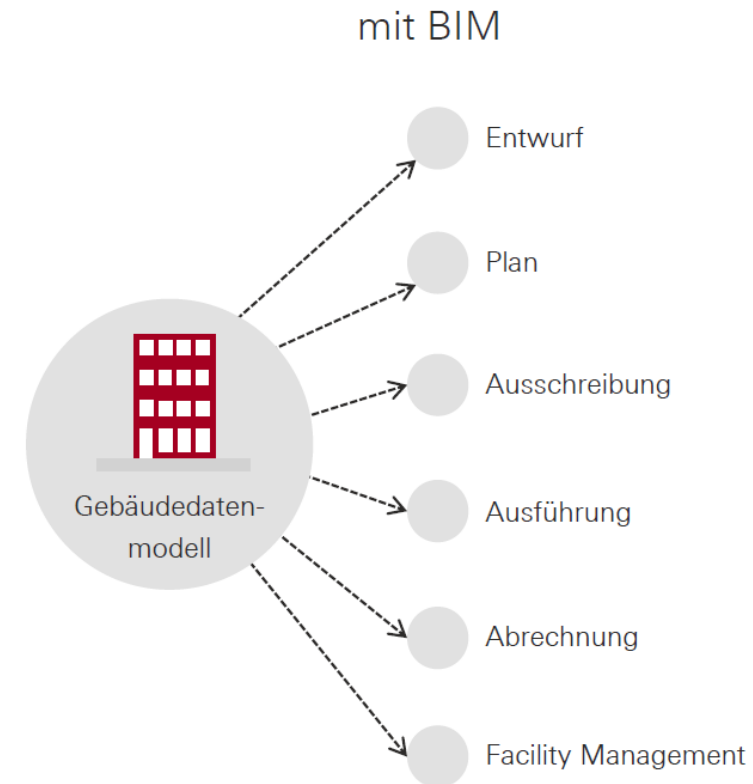 mit BIM
Entwurf
Plan
Ausschreibung
Gebäudedaten-
modell
Ausführung
Abrechnung
Facility Management